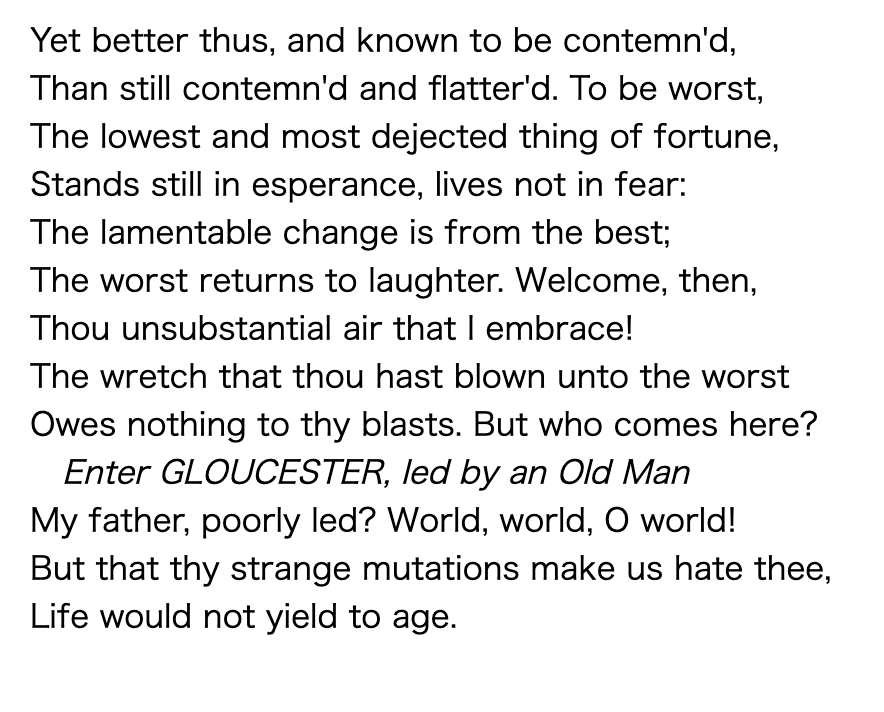 Yet better thus, and known to be contemn'd,
Than still contemn'd and flatter'd. To be worst,
The lowest and most dejected thing of fortune,
Stands still in esperance, lives not in fear:
The lamentable change is from the best;
The worst returns to laughter. Welcome, then,
Thou unsubstantial air that I embrace!
The wretch that thou hast blown unto the worst
Owes nothing to thy blasts. But who comes here?
Enter GLOUCESTER, led by an Old Man
My father, poorly led? World, world, O world!
But that thy strange mutations make us hate thee,
Life would not yield to age.